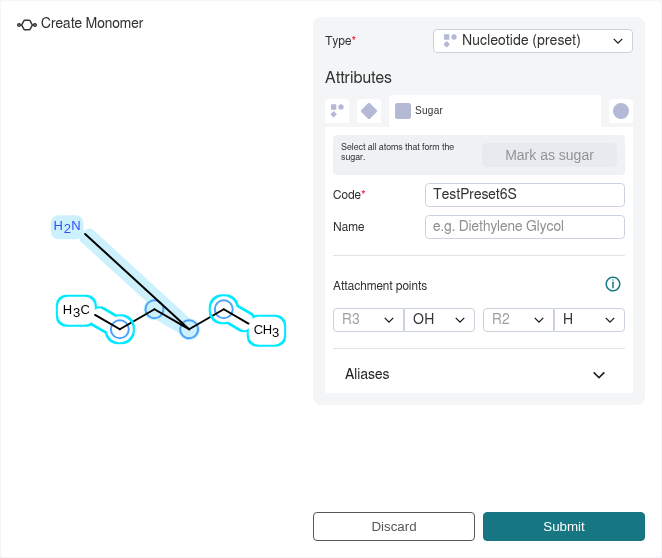 Create Monomer
Type*
Nucleotide (preset)
Attributes
Sugar
Select all atoms that form the
sugar.
Mark as sugar
Code*
TestPreset6S
Name
e.g. Diethylene Glycol
Attachment points
R3
OH
R2
H
Aliases
H2N
H3C
CH3
Discard
Submit